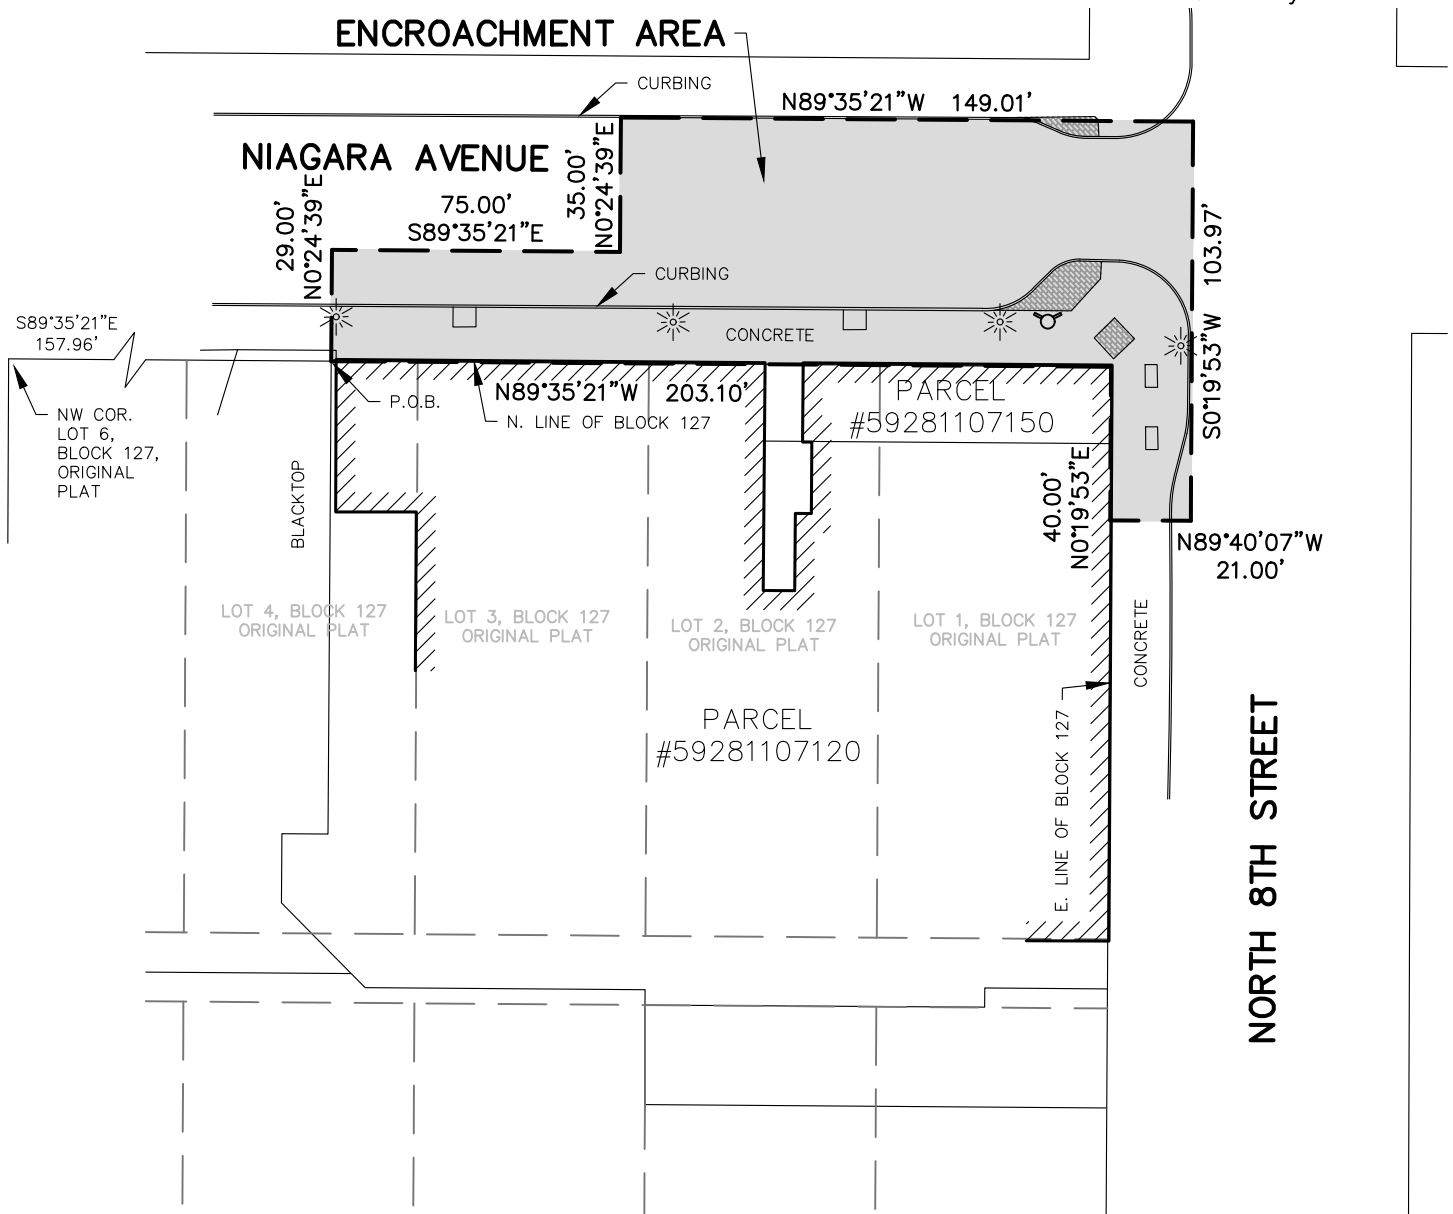 ENCROACHMENT AREA
CURBING
N89°35'21"W 149.01'
NIAGARA AVENUE
35.00'
N0°24'39"E
75.00'
S89°35'21"E
29.00'
N0°24'39"E
CURBING
S0°19'53"W 103.97'
S89°35'21"E
157.96'
CONCRETE
N89°35'21"W 203.10'
P.O.B.
N. LINE OF BLOCK 127
PARCEL
#59281107150
NW COR.
LOT 6,
BLOCK 127,
ORIGINAL
PLAT
BLACKTOP
40.00'
N0°19'53"E
N89°40'07"W
21.00'
LOT 4, BLOCK 127
ORIGINAL PLAT
LOT 3, BLOCK 127
ORIGINAL PLAT
LOT 2, BLOCK 127
ORIGINAL PLAT
LOT 1, BLOCK 127
ORIGINAL PLAT
CONCRETE
PARCEL
#59281107120
E. LINE OF BLOCK 127
NORTH 8TH STREET